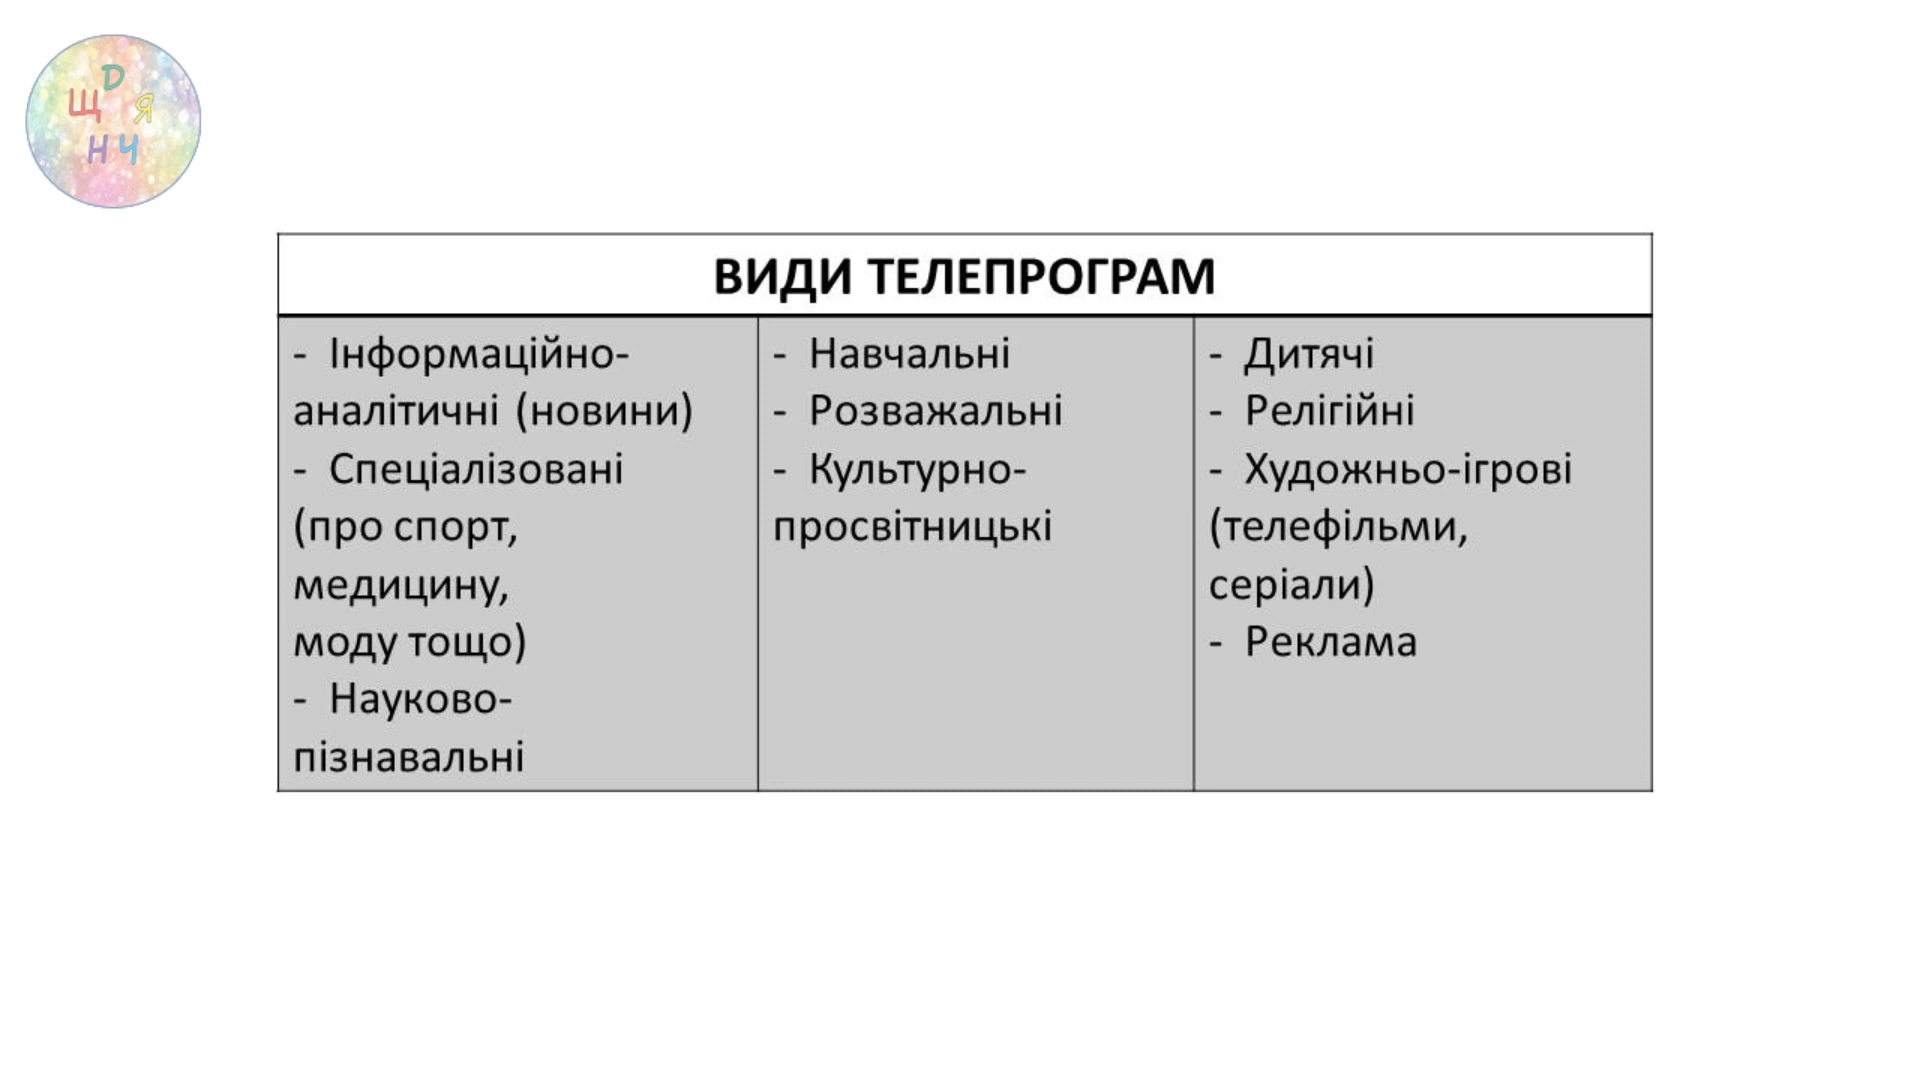 Д
Щ Я
Н Ч
ВИДИ ТЕЛЕПРОГРАМ
- Інформаційно-
аналітичні (новини)
- Спеціалізовані
(про спорт,
медицину,
моду тощо)
- Науково-
пізнавальні
- Навчальні
- Розважальні
- Культурно-
просвітницькі
- Дитячі
- Релігійні
- Художньо-ігрові
(телефільми,
серіали)
- Реклама